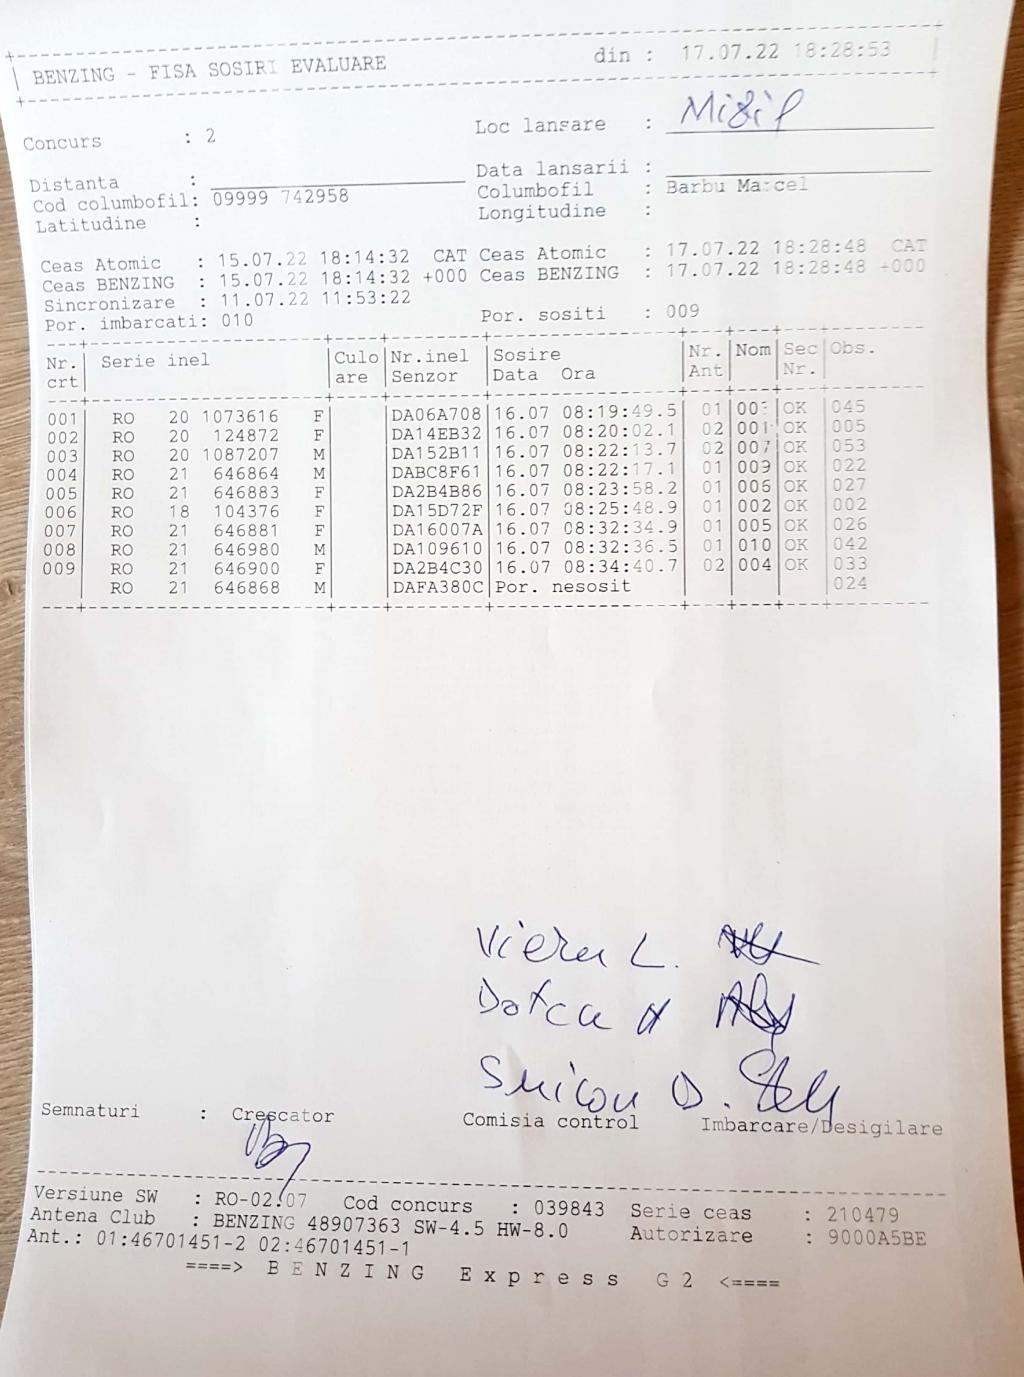 BENZING - FISA SOSIRI EVALUARE din : 17.07.22 18:28:53
Concurs : 2 Loc lansare : Mizil
Distanta : Data lansarii :
Cod columbofil: 09999 742958 Columbofil : Barbu Marcel
Latitudine : Longitudine :
Ceas Atomic : 15.07.22 18:14:32 CAT Ceas Atomic : 17.07.22 18:28:48 CAT
Ceas BENZING : 15.07.22 18:14:32 +000 Ceas BENZING : 17.07.22 18:28:48 +000
Sincronizare : 11.07.22 11:53:22
Por. imbarcati: 010 Por. sositi : 009
Nr. Serie inel Culo Nr.inel Sosire Nr. Nom Sec Obs.
crt are Senzor Data Ora Ant Nr.
001 RO 20 1073616 F DA06A708 16.07 08:19:49.5 01 003 OK 045
002 RO 20 124872 F DA14EB32 16.07 08:20:02.1 02 001 OK 005
003 RO 20 1087207 M DA152B11 16.07 08:22:13.7 02 007 OK 053
004 RO 21 646864 M DABC8F61 16.07 08:22:17.1 01 009 OK 022
005 RO 21 646883 F DA2B4B86 16.07 08:23:58.2 01 006 OK 027
006 RO 18 104376 F DA15D72F 16.07 08:25:48.9 01 002 OK 002
007 RO 21 646881 F DA16007A 16.07 08:32:34.9 01 005 OK 026
008 RO 21 646980 M DA109610 16.07 08:32:36.5 01 010 OK 042
009 RO 21 646900 F DA2B4C30 16.07 08:34:40.7 02 004 OK 033
RO 21 646868 M DAFA380C Por. nesosit 024
Vieru L.
Semnaturi : Crescator Comisia control Imbarcare/Desigilare
Versiune SW : RO-02.07 Cod concurs : 039843 Serie ceas : 210479
Antena Club : BENZING 48907363 SW-4.5 HW-8.0 Autorizare : 9000A5BE
Ant.: 01:46701451-2 02:46701451-1
====> B E N Z I N G E x p r e s s G 2 <====